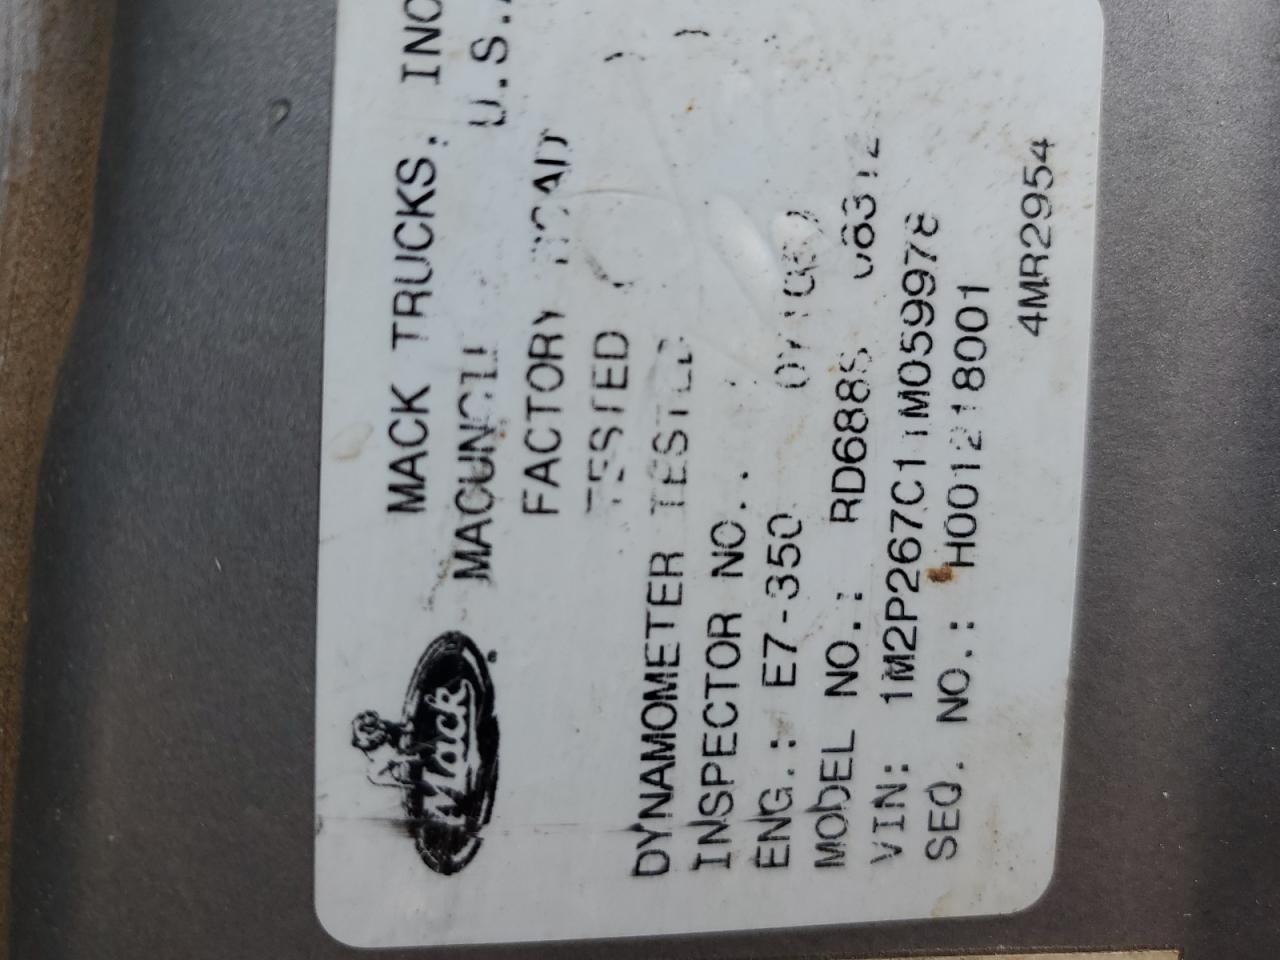 Mack
MACK TRUCKS, INC
U.S.
FACTORY
TESTED
DYNAMOMETER TESTED
INSPECTOR NO..
ENG.: E7-350
MODEL NO.: RD688S
VIN: 1M2P267C11M059978
SEQ. NO.: H001218001
4MR2954